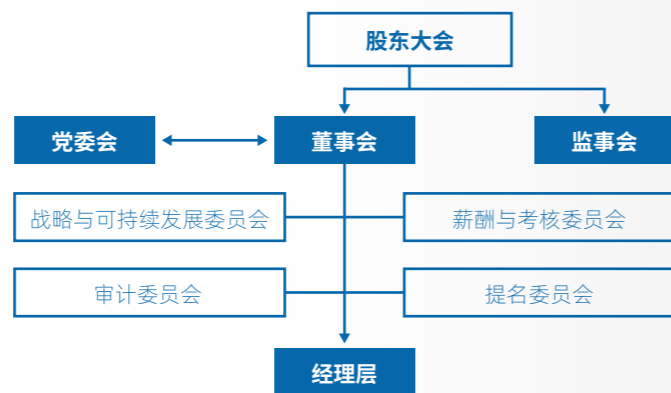 股东大会
党委会
董事会
监事会
战略与可持续发展委员会
薪酬与考核委员会
审计委员会
提名委员会
经理层